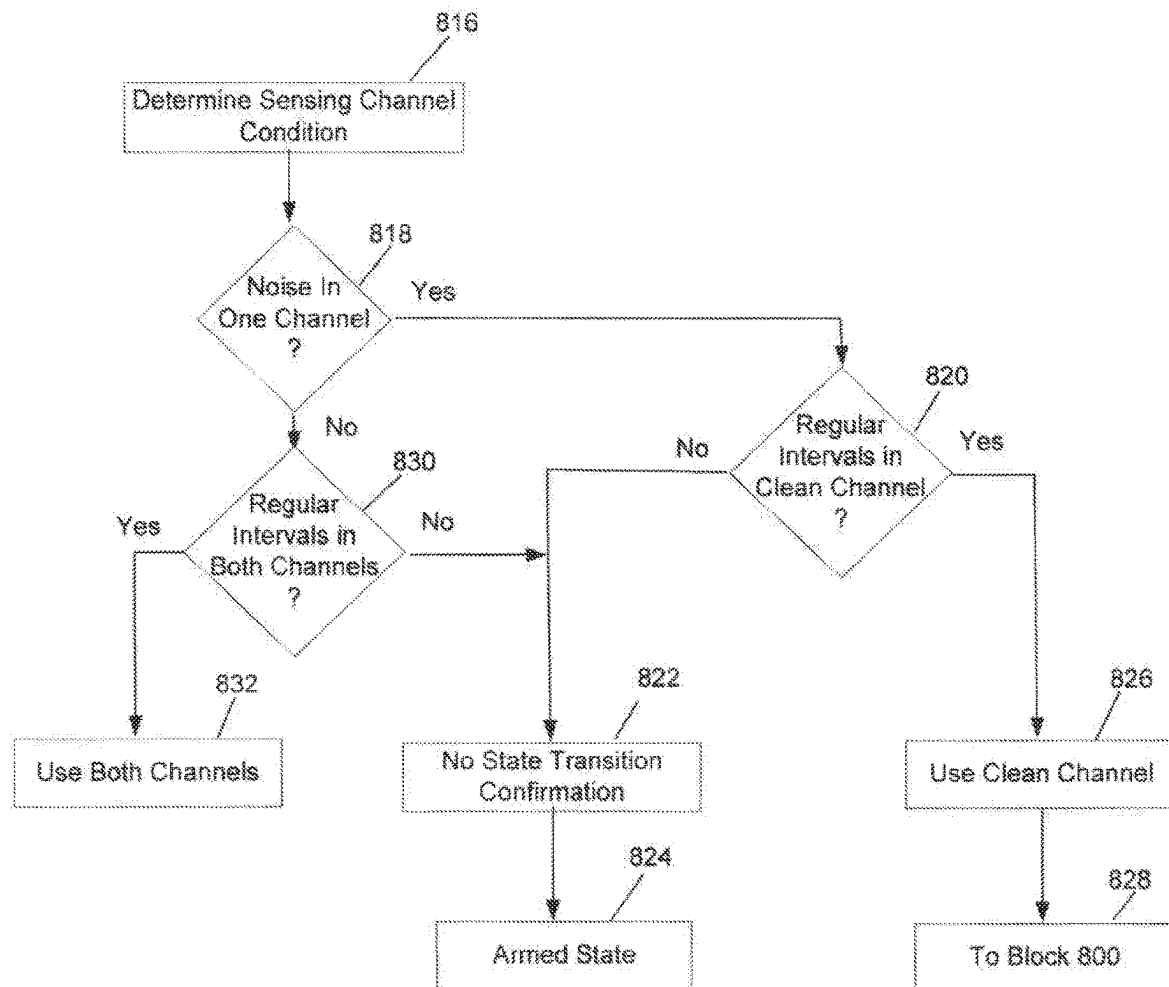 816
Determine Sensing Channel
Condition
818
Noise In
One Channel
?
Yes
820
Regular
Intervals in
Clean Channel
?
No
Yes
No
830
Regular
Intervals in
Both Channels
?
Yes
No
832
Use Both Channels
822
No State Transition
Confirmation
826
Use Clean Channel
824
Armed State
828
To Block 800